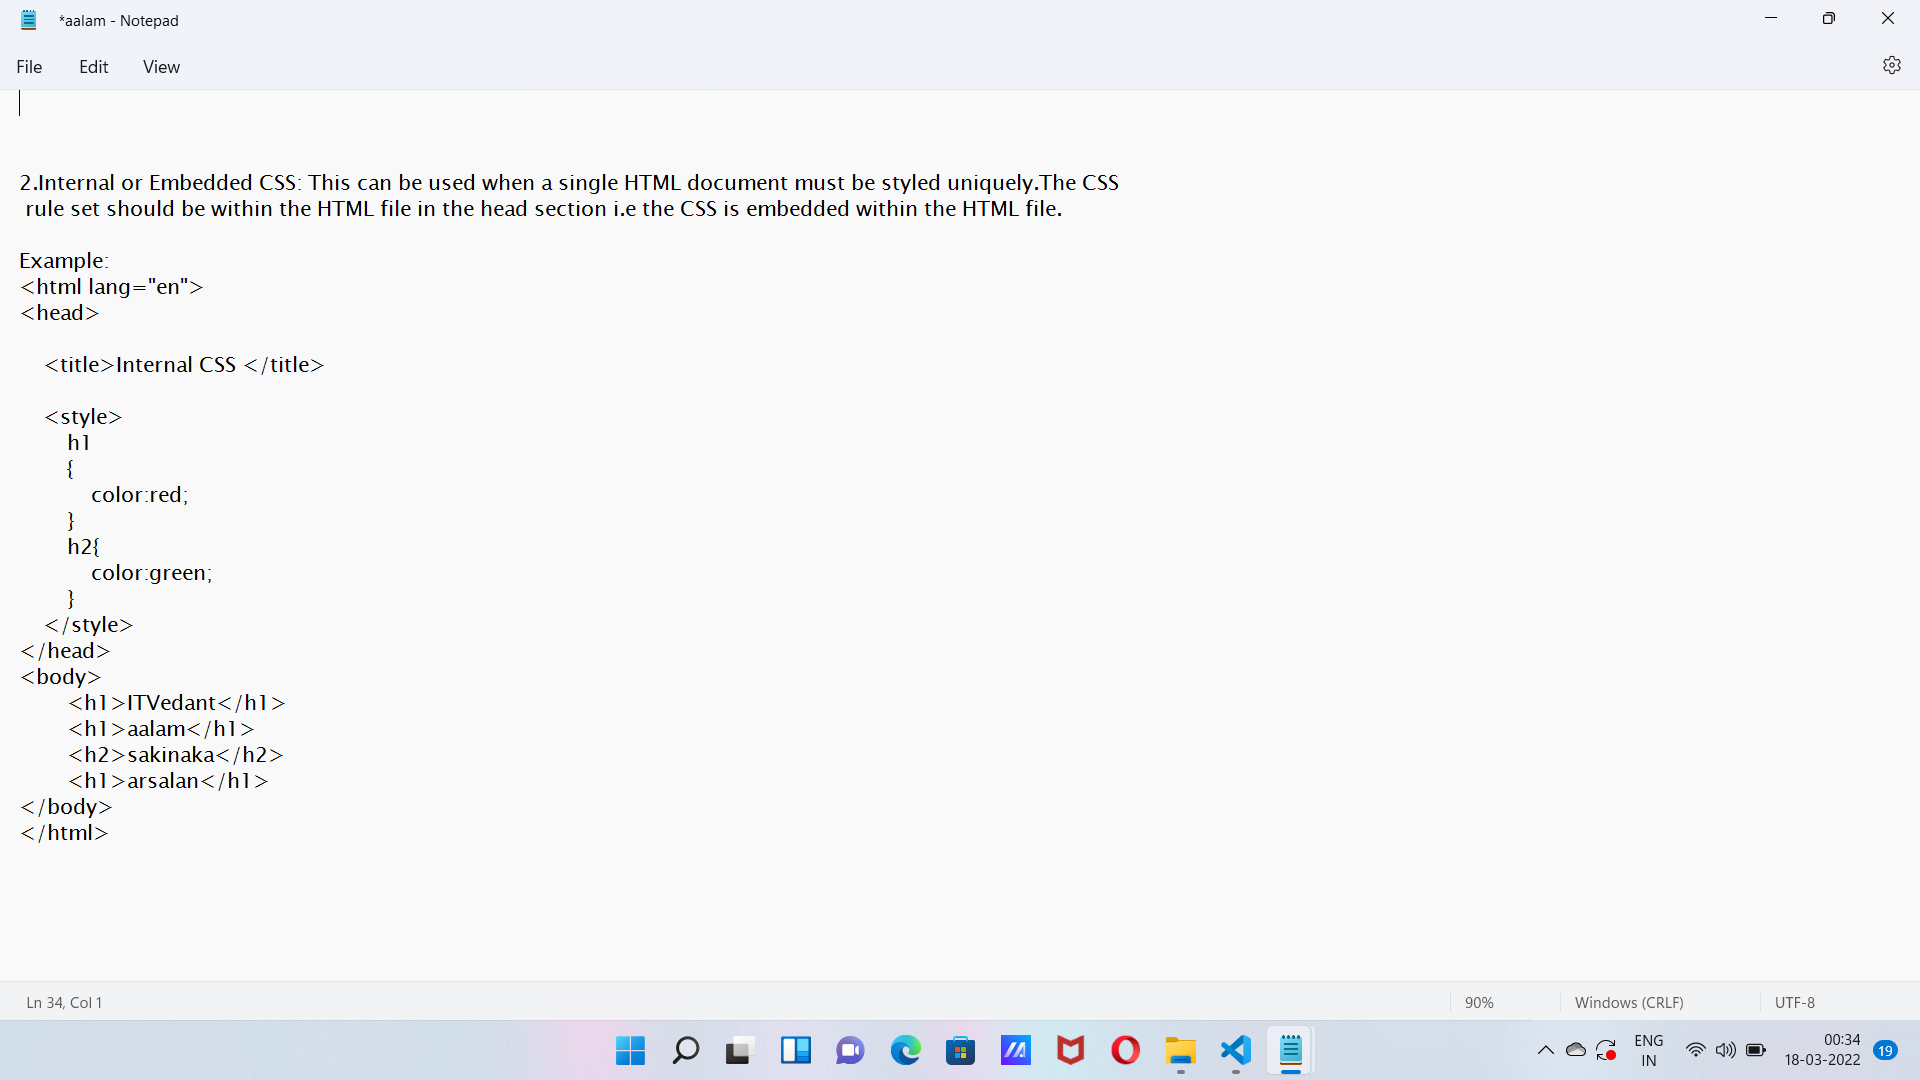 *aalam - Notepad
File Edit View
2.Internal or Embedded CSS: This can be used when a single HTML document must be styled uniquely.The CSS
rule set should be within the HTML file in the head section i.e the CSS is embedded within the HTML file.
Example:
<html lang="en">
<head>
<title>Internal CSS </title>
<style>
h1
{
color:red;
}
h2{
color:green;
}
</style>
</head>
<body>
<h1>ITVedant</h1>
<h1>aalam</h1>
<h2>sakinaka</h2>
<h1>arsalan</h1>
</body>
</html>
Ln 34, Col 1 90% Windows (CRLF) UTF-8
ENG
IN
00:34
18-03-2022
19